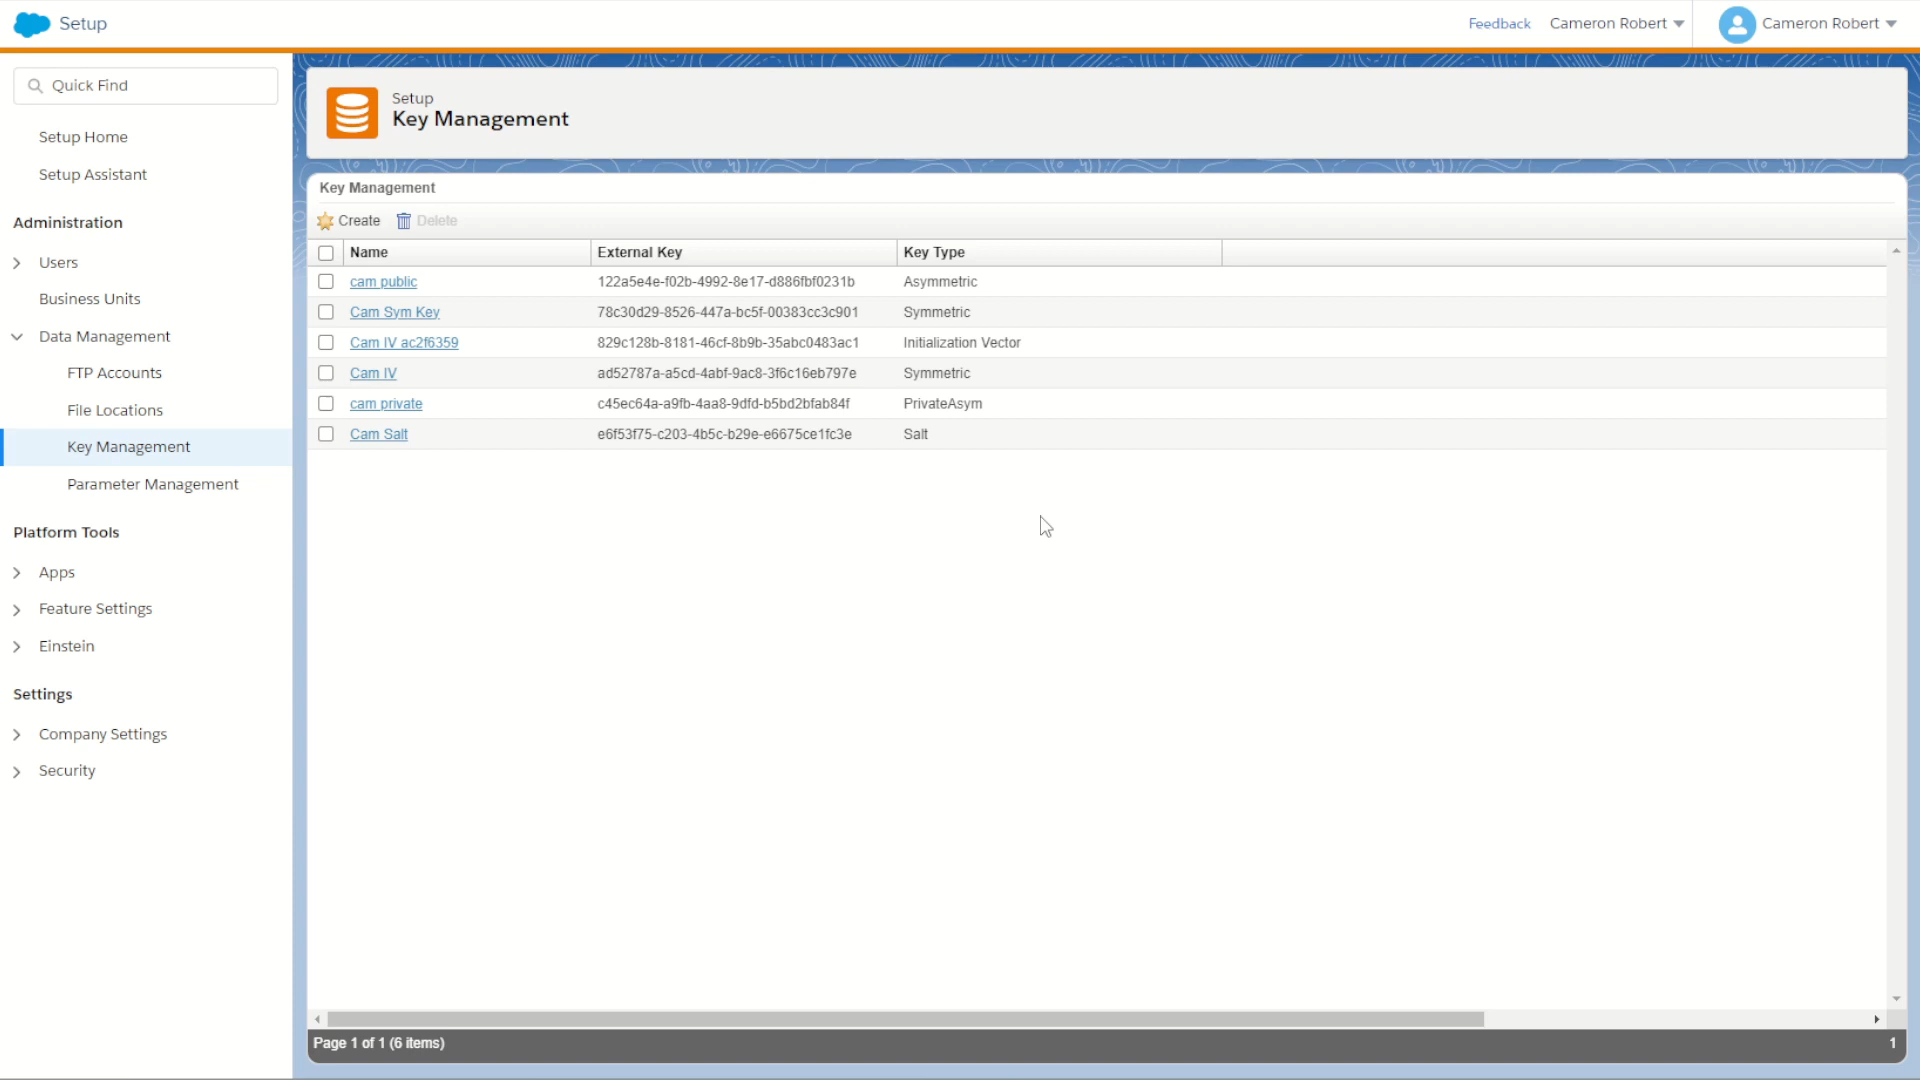 Setup
Feedback
Cameron Robert
Cameron Robert
Quick Find
Setup Home
Setup Assistant
Administration
Users
Business Units
Data Management
FTP Accounts
File Locations
Key Management
Parameter Management
Platform Tools
Apps
Feature Settings
Einstein
Settings
Company Settings
Security
Setup
Key Management
Key Management
Create Delete
Name External Key Key Type
cam public 122a5e4e-f02b-4992-8e17-d886fbf0231b Asymmetric
Cam Sym Key 78c30d29-8526-447a-bc5f-00383cc3c901 Symmetric
Cam IV ac2f6359 829c128b-8181-46cf-8b9b-35abc0483ac1 Initialization Vector
Cam IV ad52787a-a5cd-4abf-9ac8-3f6c16eb797e Symmetric
cam private c45ec64a-a9fb-4aa8-9dfd-b5bd2bfab84f PrivateAsym
Cam Salt e6f53f75-c203-4b5c-b29e-e6675ce1fc3e Salt
Page 1 of 1 (6 items) 1